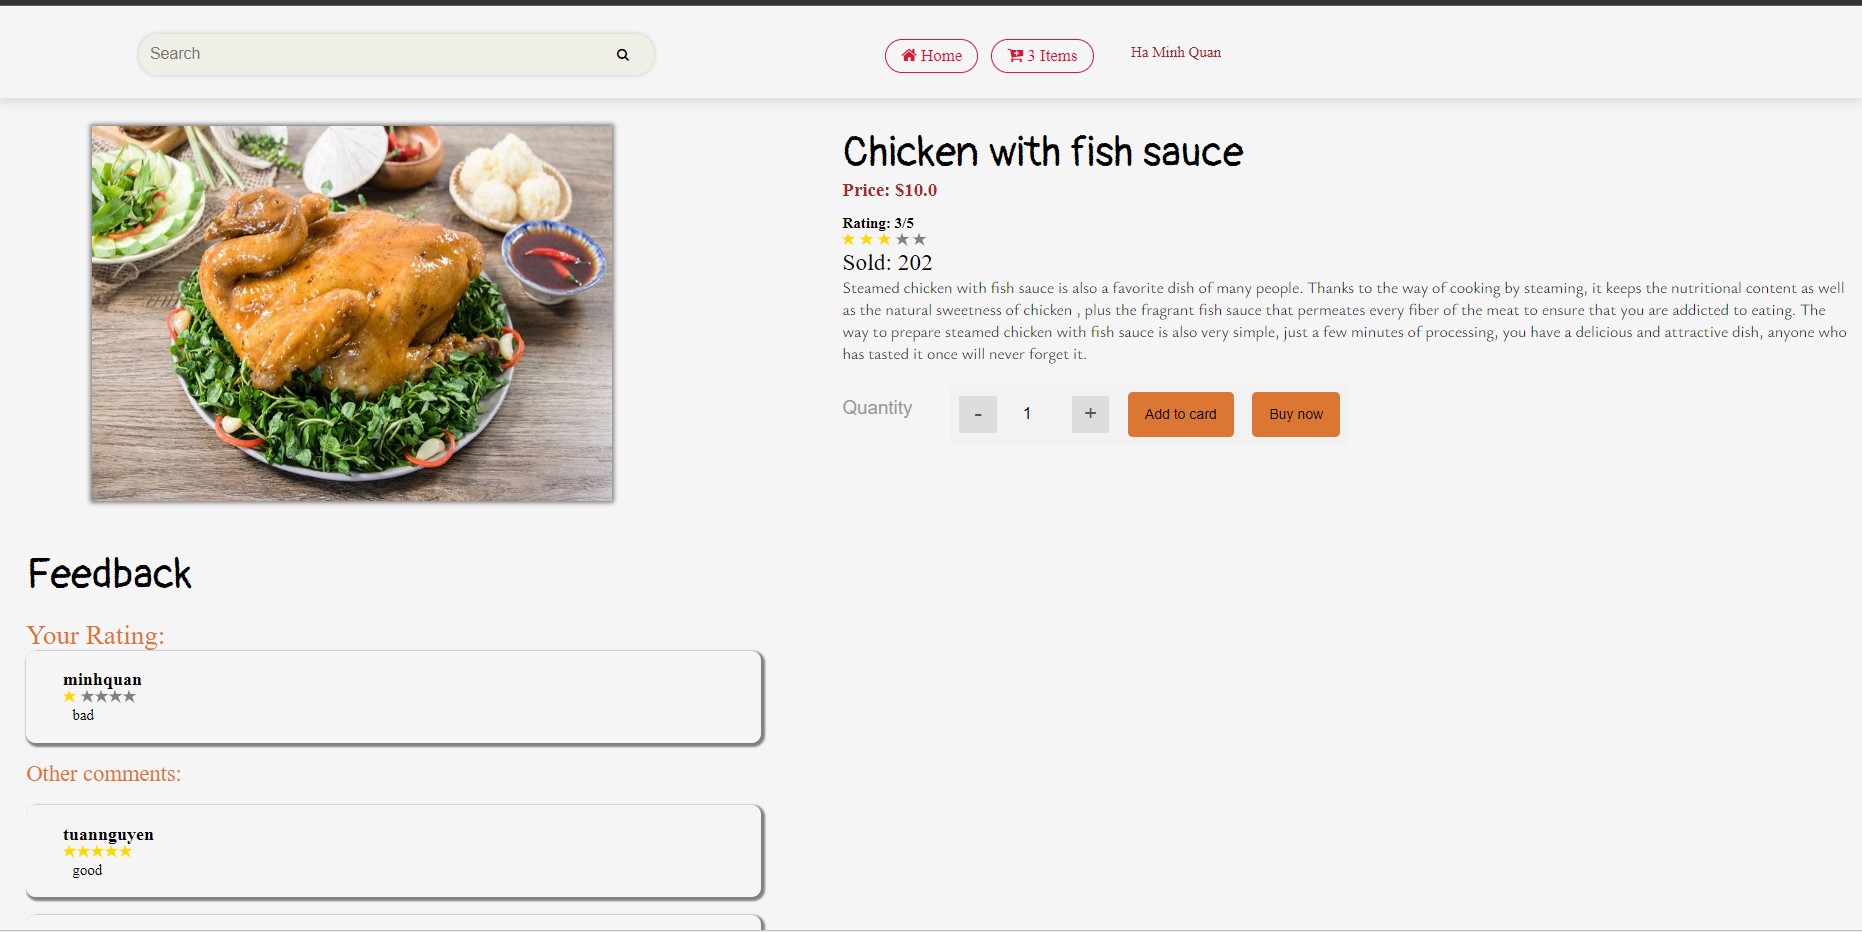 Search
Home
3 Items
Ha Minh Quan
Chicken with fish sauce
Price: $10.0
Rating: 3/5
Sold: 202
Steamed chicken with fish sauce is also a favorite dish of many people. Thanks to the way of cooking by steaming, it keeps the nutritional content as well
as the natural sweetness of chicken , plus the fragrant fish sauce that permeates every fiber of the meat to ensure that you are addicted to eating. The
way to prepare steamed chicken with fish sauce is also very simple, just a few minutes of processing, you have a delicious and attractive dish, anyone who
has tasted it once will never forget it.
Quantity
- 1 +
Add to card
Buy now
Feedback
Your Rating:
minhquan
bad
Other comments:
tuannguyen
good